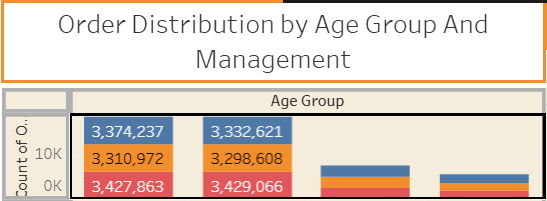 Order Distribution by Age Group And
Management
Age Group
Count of O..
10K
0K
3,374,237 3,332,621
3,310,972 3,298,608
3,427,863 3,429,066